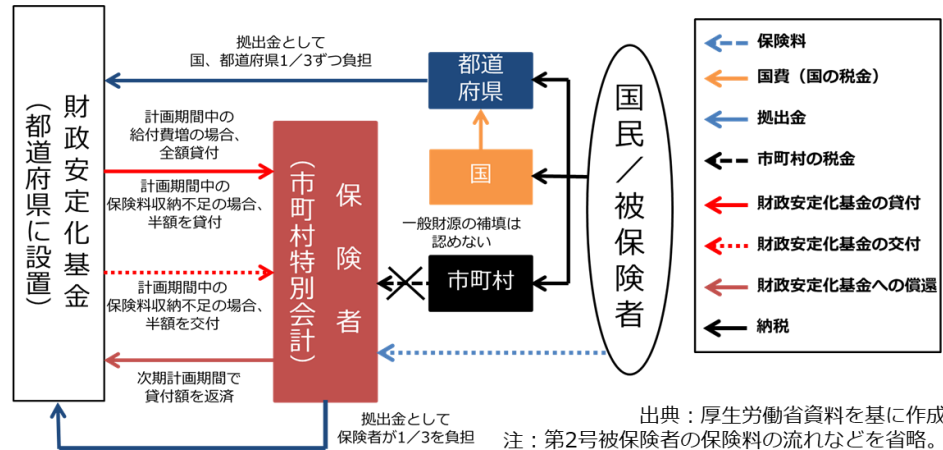 拠出金として
国、都道府県1／3ずつ負担
都道
府県
国民／被保険者
財政安定化基金
（都道府県に設置）
計画期間中の
給付費増の場合、
全額貸付
計画期間中の
保険料収納不足の場合、
半額を貸付
保険者
（市町村特別会計）
国
一般財源の補填は
認めない
市町村
計画期間中の
保険料収納不足の場合、
半額を交付
次期計画期間で
貸付額を返済
拠出金として
保険者が1／3を負担
保険料
国費（国の税金）
拠出金
市町村の税金
財政安定化基金の貸付
財政安定化基金の交付
財政安定化基金への償還
納税
出典：厚生労働省資料を基に作成
注：第2号被保険者の保険料の流れなどを省略。